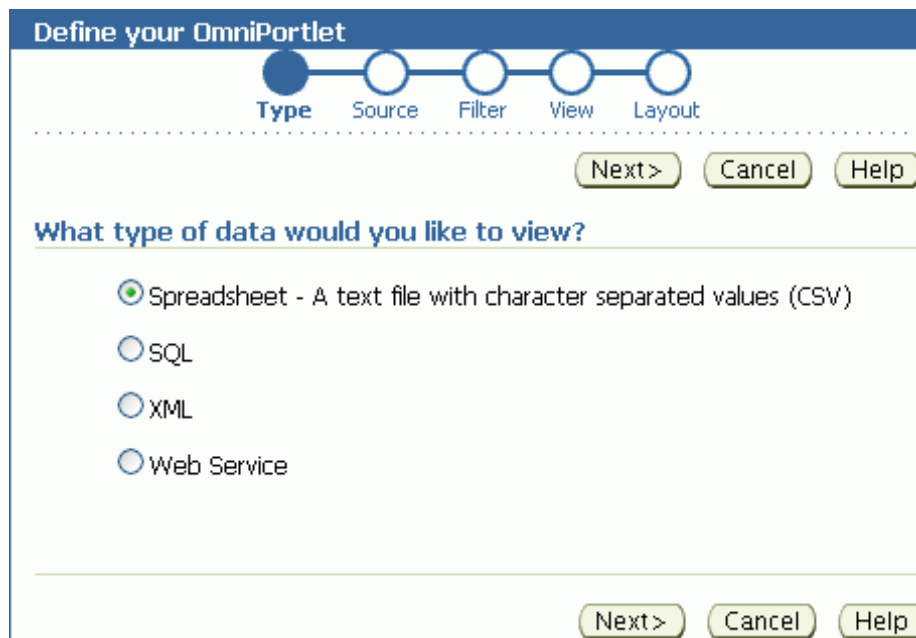 Define your OmniPortlet
Type Source Filter View Layout
Next> Cancel Help
What type of data would you like to view?
Spreadsheet - A text file with character separated values (CSV)
SQL
XML
Web Service
Next> Cancel Help